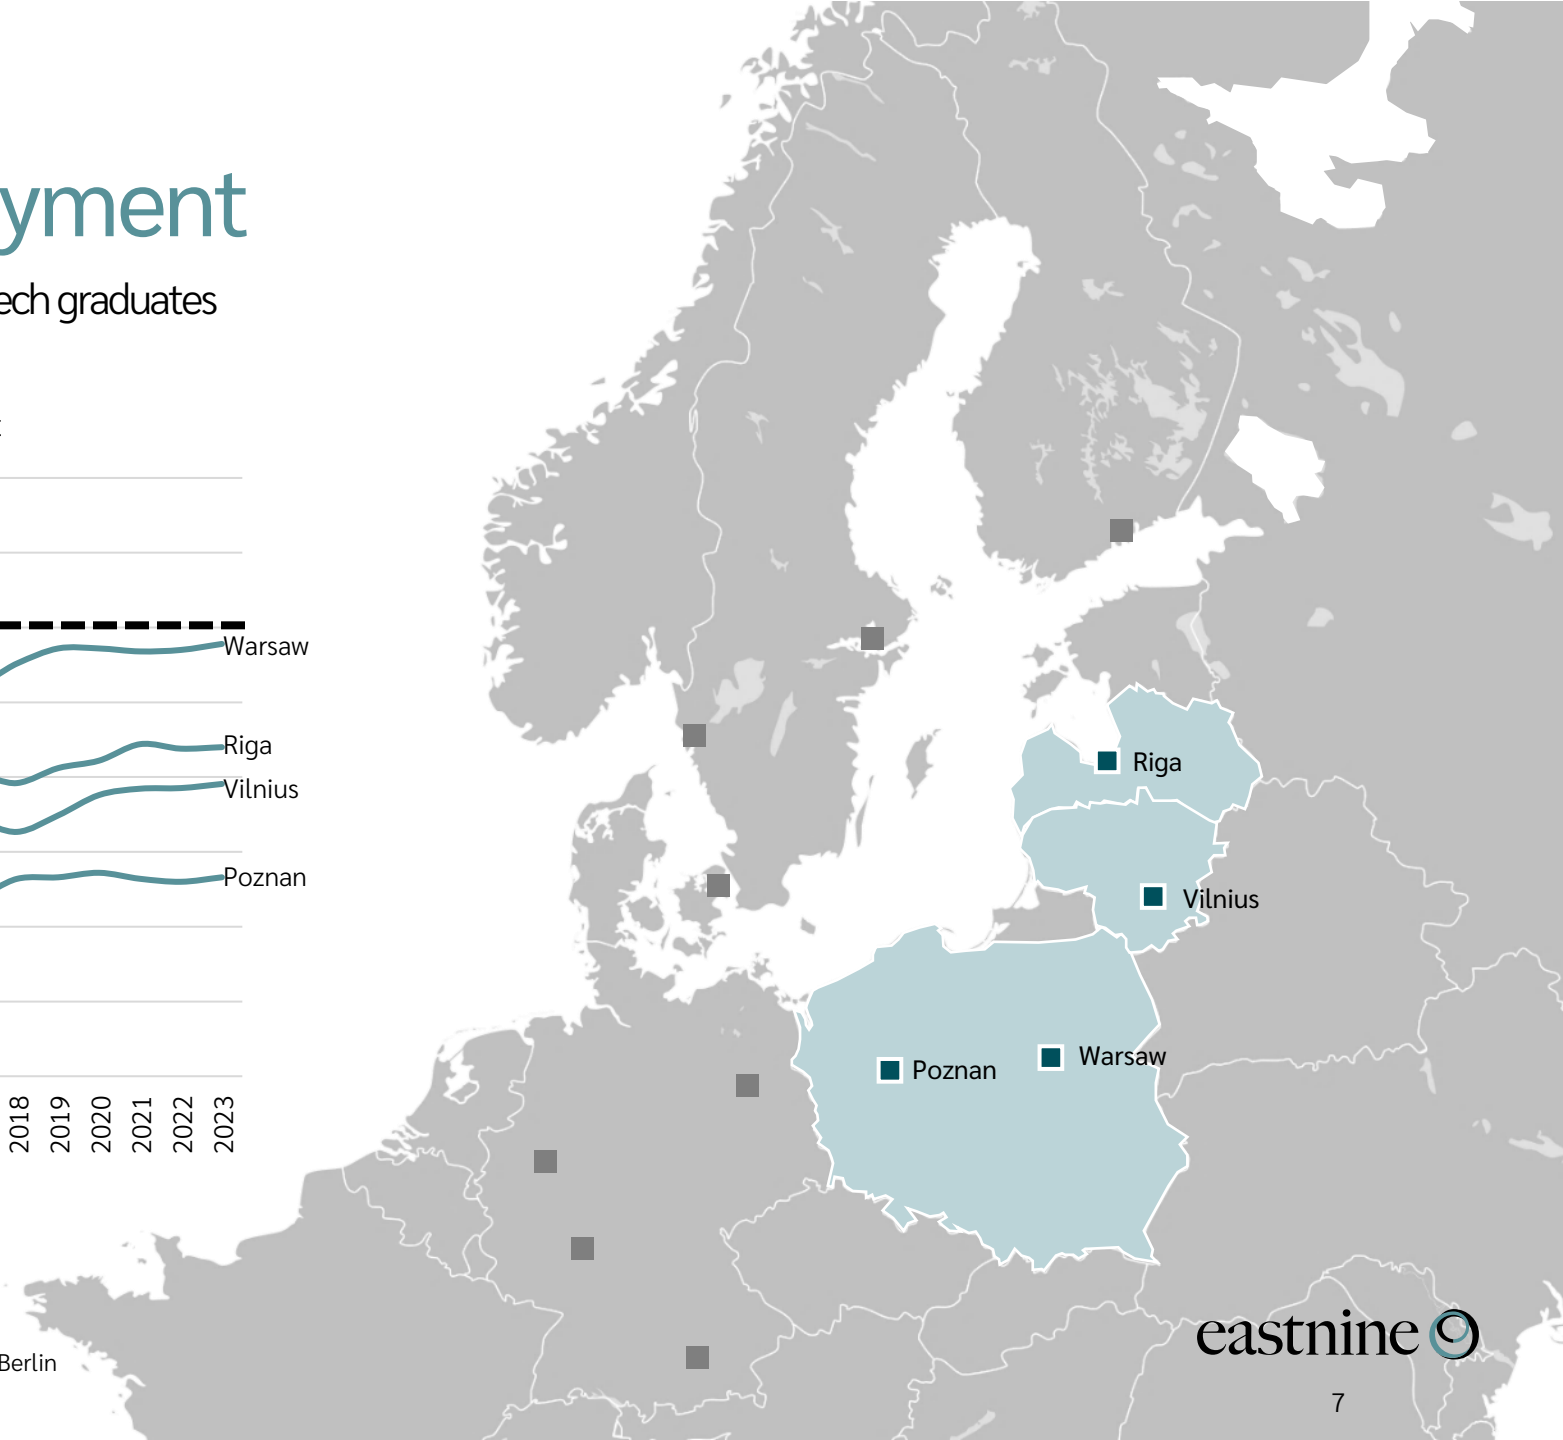 yment
ech graduates
Warsaw
Riga
Vilnius
Poznan
2018
2019
2020
2021
2022
2023
Berlin
Riga
Vilnius
Poznan
Warsaw
eastnine
7